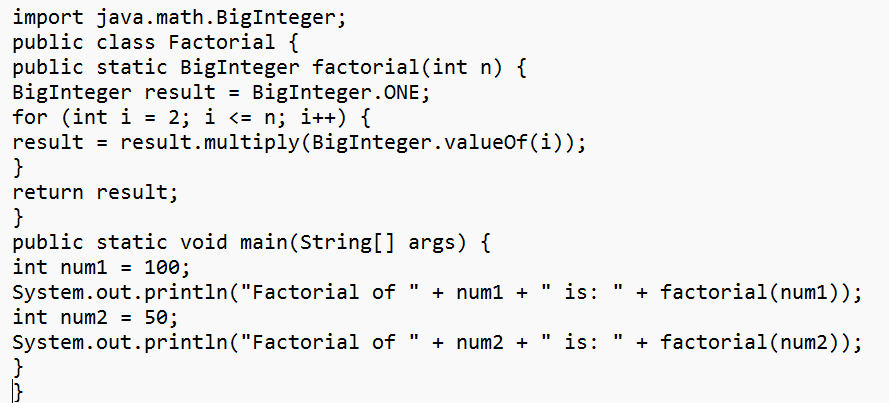 import java.math.BigInteger;
public class Factorial {
public static BigInteger factorial(int n) {
BigInteger result = BigInteger.ONE;
for (int i = 2; i <= n; i++) {
result = result.multiply(BigInteger.valueOf(i));
}
return result;
}
public static void main(String[] args) {
int num1 = 100;
System.out.println("Factorial of " + num1 + " is: " + factorial(num1));
int num2 = 50;
System.out.println("Factorial of " + num2 + " is: " + factorial(num2));
}
}